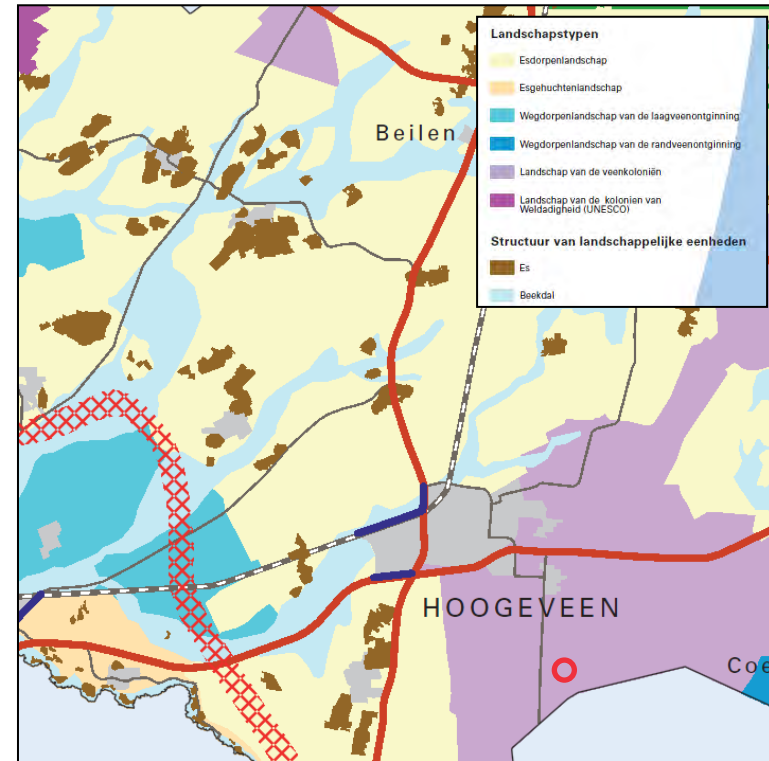 Landschapstypen
Esdorpenlandschap
Esgehuchtenlandschap
Wegdorpenlandschap van de laagveenontginning
Wegdorpenlandschap van de randveenontginning
Landschap van de veenkoloniën
Landschap van de kolonien van
Weldadigheid (UNESCO)
Structuur van landschappelijke eenheden
Es
Beekdal
Beilen
HOOGEVEEN
Coe